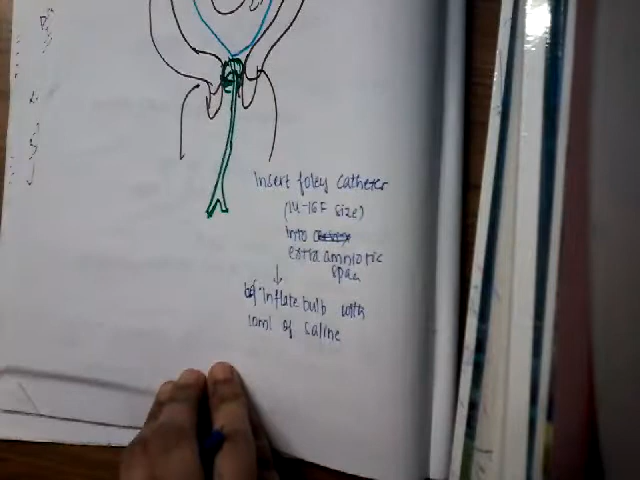 Insert foley catheter
(14-16F size)
into
extra amniotic
space
↓
inflate bulb with
10ml of saline